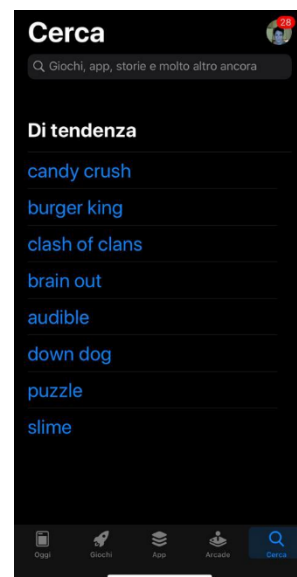 Cerca
28
Giochi, app, storie e molto altro ancora
Di tendenza
candy crush
burger king
clash of clans
brain out
audible
down dog
puzzle
slime
Oggi Giochi App Arcade Cerca